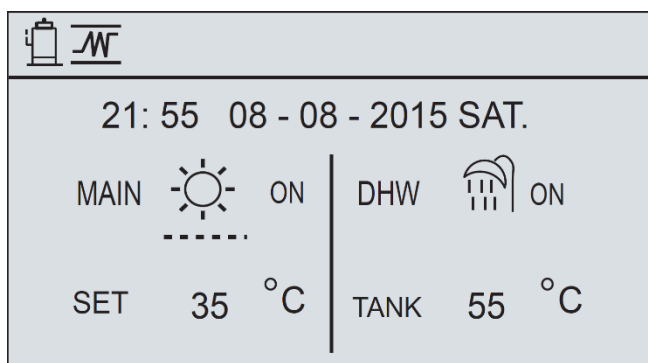 21: 55 08 - 08 - 2015 SAT.
MAIN ON DHW ON
SET 35 °C TANK 55 °C